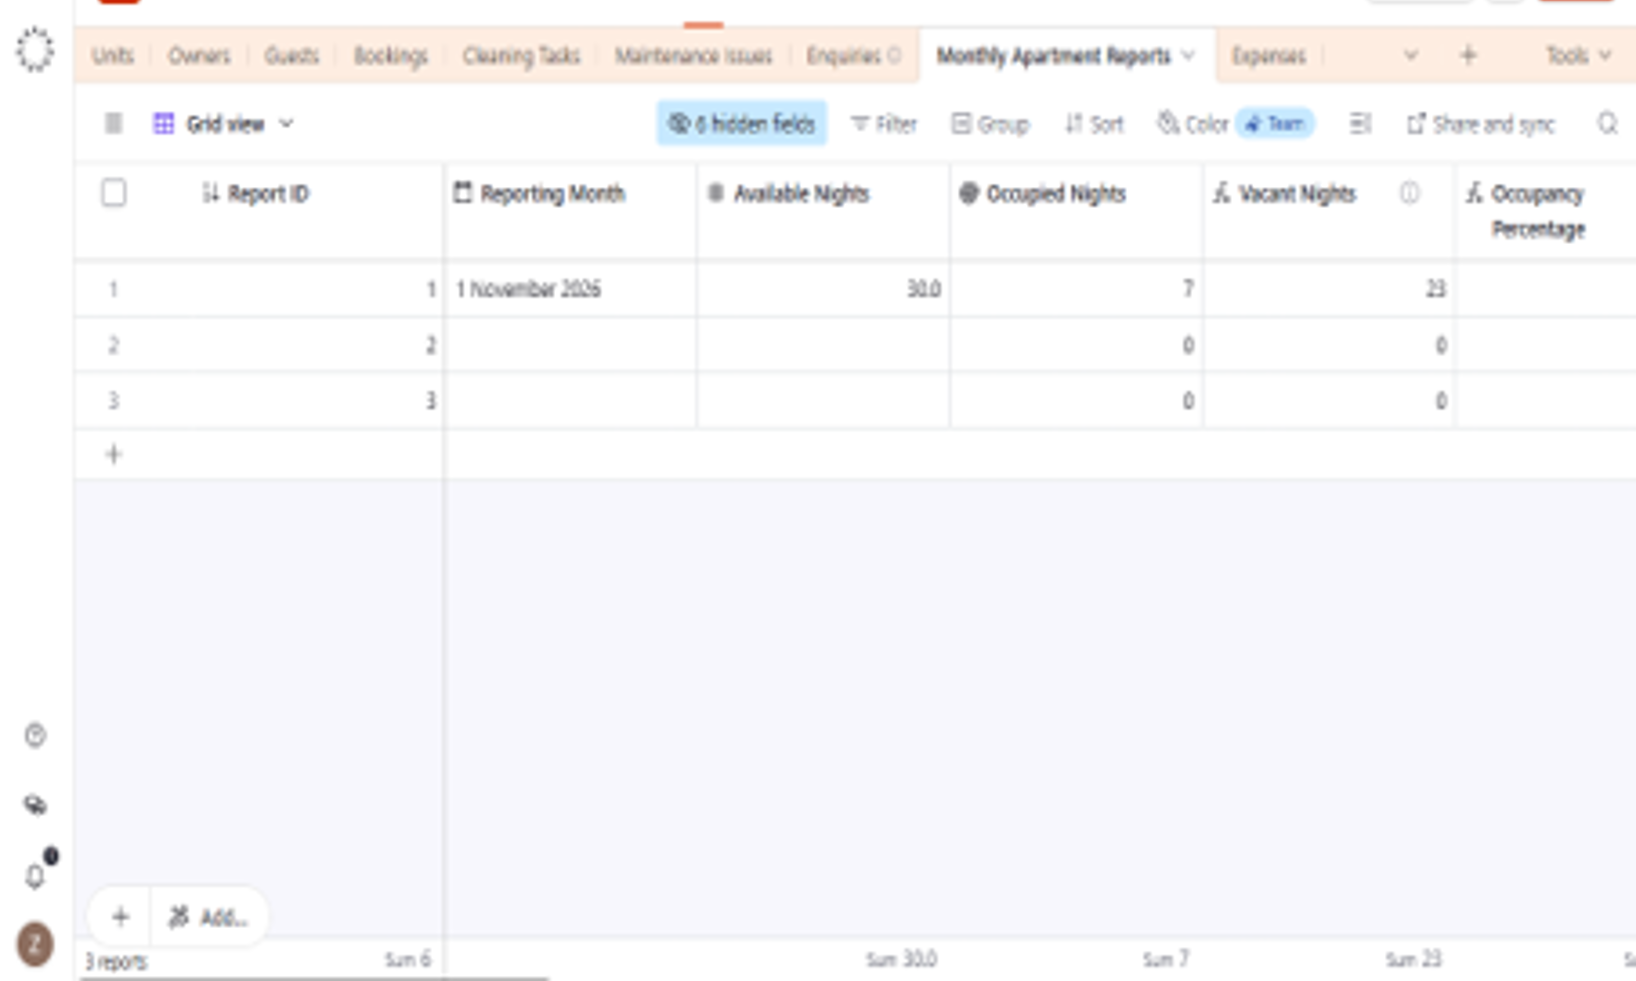 Units Owners Guests Bookings Cleaning Tasks Maintenance Issues Enquiries Monthly Apartment Reports Expenses Tools
Grid view 6 hidden fields Filter Group Sort Color Team Share and sync
Report ID Reporting Month Available Nights Occupied Nights Vacant Nights Occupancy
Percentage
1 1 1 November 2026 30.0 7 23
2 2 0 0
3 3 0 0
+
Z
+ Add...
3 reports Sum 6 Sum 30.0 Sum 7 Sum 23